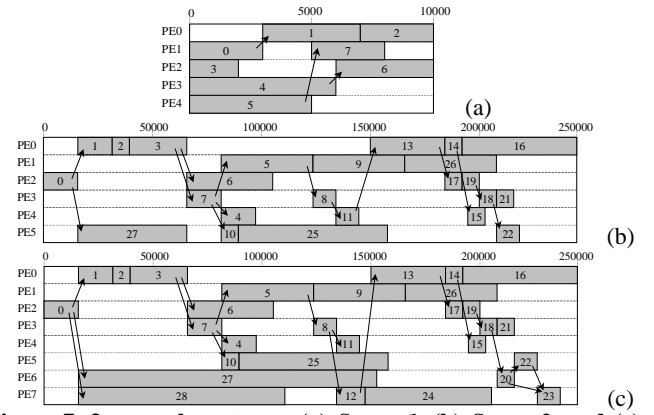 0 5000 10000
PE0 1 2
PE1 0 7
PE2 3 6
PE3 4
PE4 5
(a)
0 50000 100000 150000 200000 250000
PE0 1 2 3 13 14 16
PE1 5 9 26
PE2 0 6 17 19
PE3 7 8 18 21
PE4 4 11 15
PE5 27 10 25 22
(b)
0 50000 100000 150000 200000 250000
PE0 1 2 3 13 14 16
PE1 5 9 26
PE2 0 6 17 19
PE3 7 8 18 21
PE4 4 11 15
PE5 10 25 22
PE6 27 20
PE7 28 12 24 23
(c)